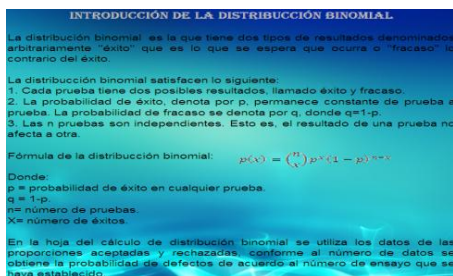 INTRODUCCIÓN DE LA DISTRIBUCCIÓN BINOMIAL
La distribución binomial es la que tiene dos tipos de resultados denominados
arbitrariamente "éxito" que es lo que se espera que ocurra o "fracaso" lo
contrario del éxito.
La distribucción binomial satisfacen lo siguiente:
1. Cada prueba tiene dos posibles resultados, llamado éxito y fracaso.
2. La probabilidad de éxito, denota por p, permanece constante de prueba a
prueba. La probabilidad de fracaso se denota por q, donde q=1-p.
3. Las n pruebas son independientes. Esto es, el resultado de una prueba no
afecta a otra.
Fórmula de la distribucción binomial: p(x) = (n x) p^x (1 − p)^n−x
Donde:
p = probabilidad de éxito en cualquier prueba.
q = 1-p.
n= número de pruebas.
X= número de éxitos.
En la hoja del cálculo de distribución binomial se utiliza los datos de las
proporciones aceptadas y rechazadas, conforme al número de datos se
obtiene la probabilidad de defectos de acuerdo al número de ensayo que se
haya establecido.